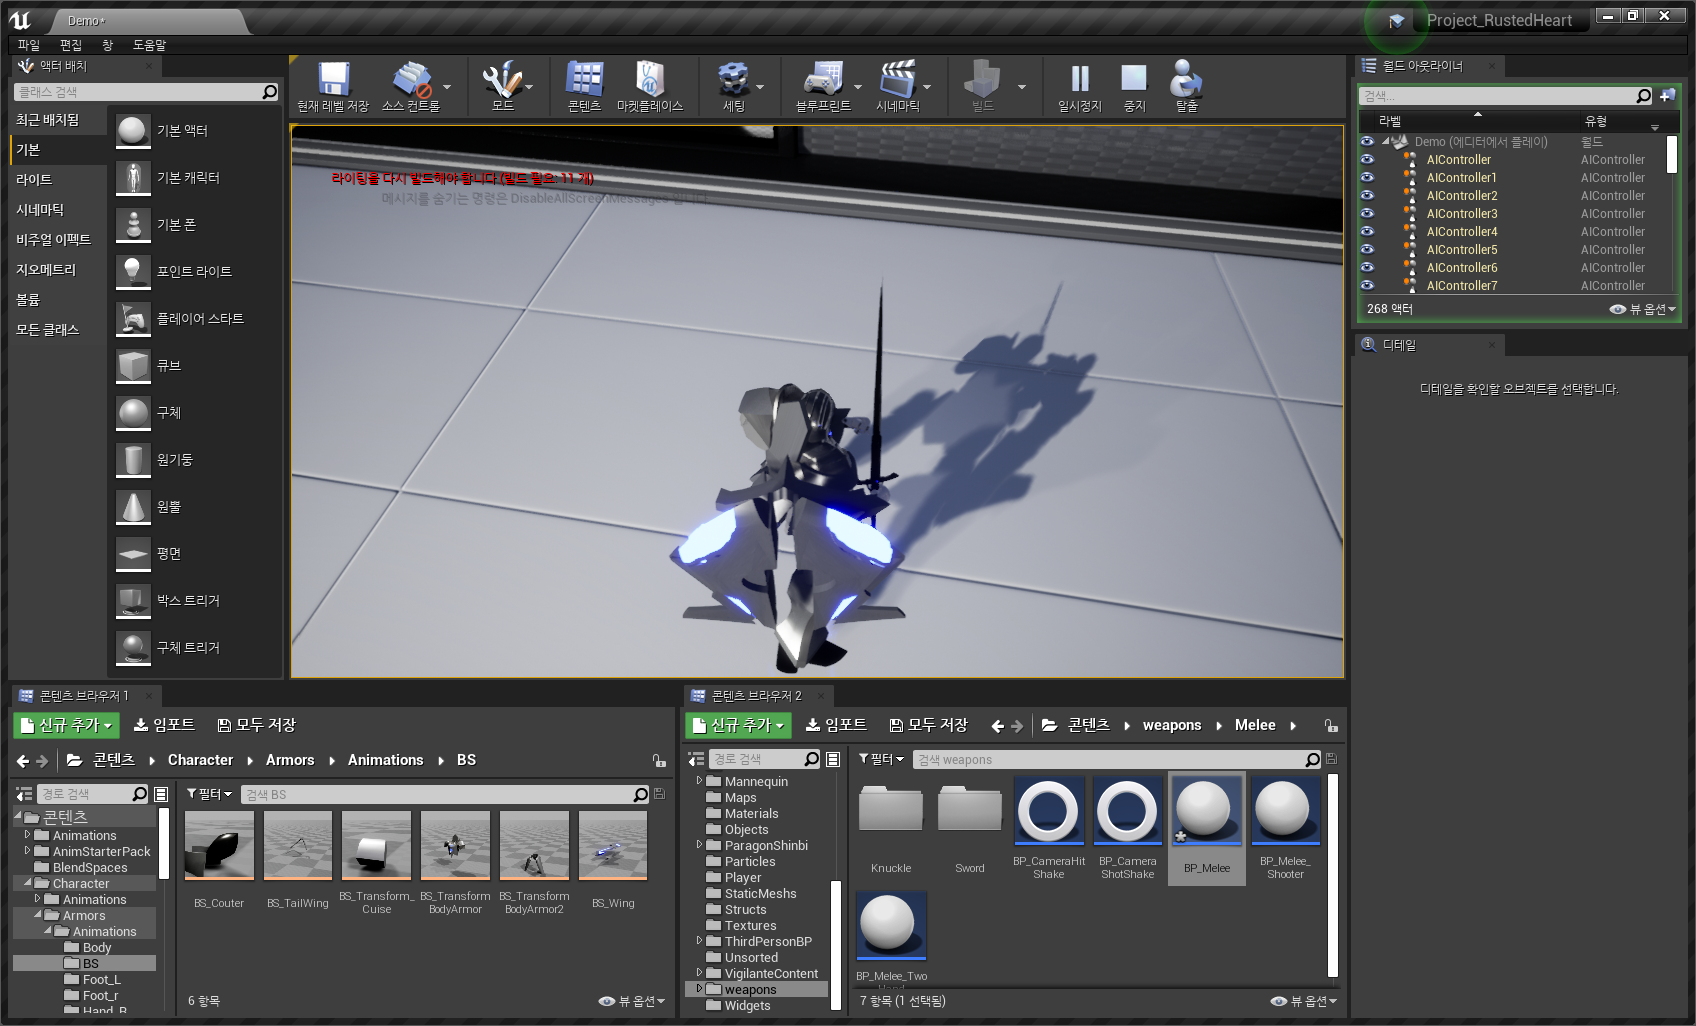 Demo*
Project_RustedHeart
파일 편집 창 도움말
액터 배치
클래스 검색
최근 배치됨
기본
라이트
시네마틱
비주얼 이펙트
지오메트리
볼륨
모든 클래스
기본 액터
기본 캐릭터
기본 폰
포인트 라이트
플레이어 스타트
큐브
구체
원기둥
원뿔
평면
박스 트리거
구체 트리거
현재 레벨 저장
소스 컨트롤
모드
콘텐츠
마켓플레이스
세팅
블루프린트
시네마틱
빌드
일시정지
중지
탈출
라이팅을 다시 빌드해야 합니다 (빌드 필요: 11 개)
메시지를 숨기는 명령은 DisableAllScreenMessages 입니다
월드 아웃라이너
검색...
라벨 유형
Demo (에디터에서 플레이) 월드
AIController AIController
AIController1 AIController
AIController2 AIController
AIController3 AIController
AIController4 AIController
AIController5 AIController
AIController6 AIController
AIController7 AIController
268 액터
뷰 옵션
디테일
디테일을 확인할 오브젝트를 선택합니다.
콘텐츠 브라우저 1
신규 추가 임포트 모두 저장
콘텐츠 Character Armors Animations BS
경로 검색
콘텐츠
Animations
AnimStarterPack
BlendSpaces
Character
Animations
Armors
Animations
Body
BS
Foot_L
Foot_r
Hand_R
필터
검색 BS
BS_Couter
BS_TailWing
BS_Transform_
Cuise
BS_Transform
BodyArmor
BS_Transform
BodyArmor2
BS_Wing
6 항목
뷰 옵션
콘텐츠 브라우저 2
신규 추가 임포트 모두 저장
콘텐츠 weapons Melee
경로 검색
Mannequin
Maps
Materials
Objects
ParagonShinbi
Particles
Player
StaticMeshs
Structs
Textures
ThirdPersonBP
Unsorted
VigilanteContent
weapons
Widgets
필터
검색 weapons
Knuckle
Sword
BP_CameraHit
Shake
BP_Camera
ShotShake
BP_Melee
BP_Melee_
Shooter
BP_Melee_Two
7 항목 (1 선택됨)
뷰 옵션